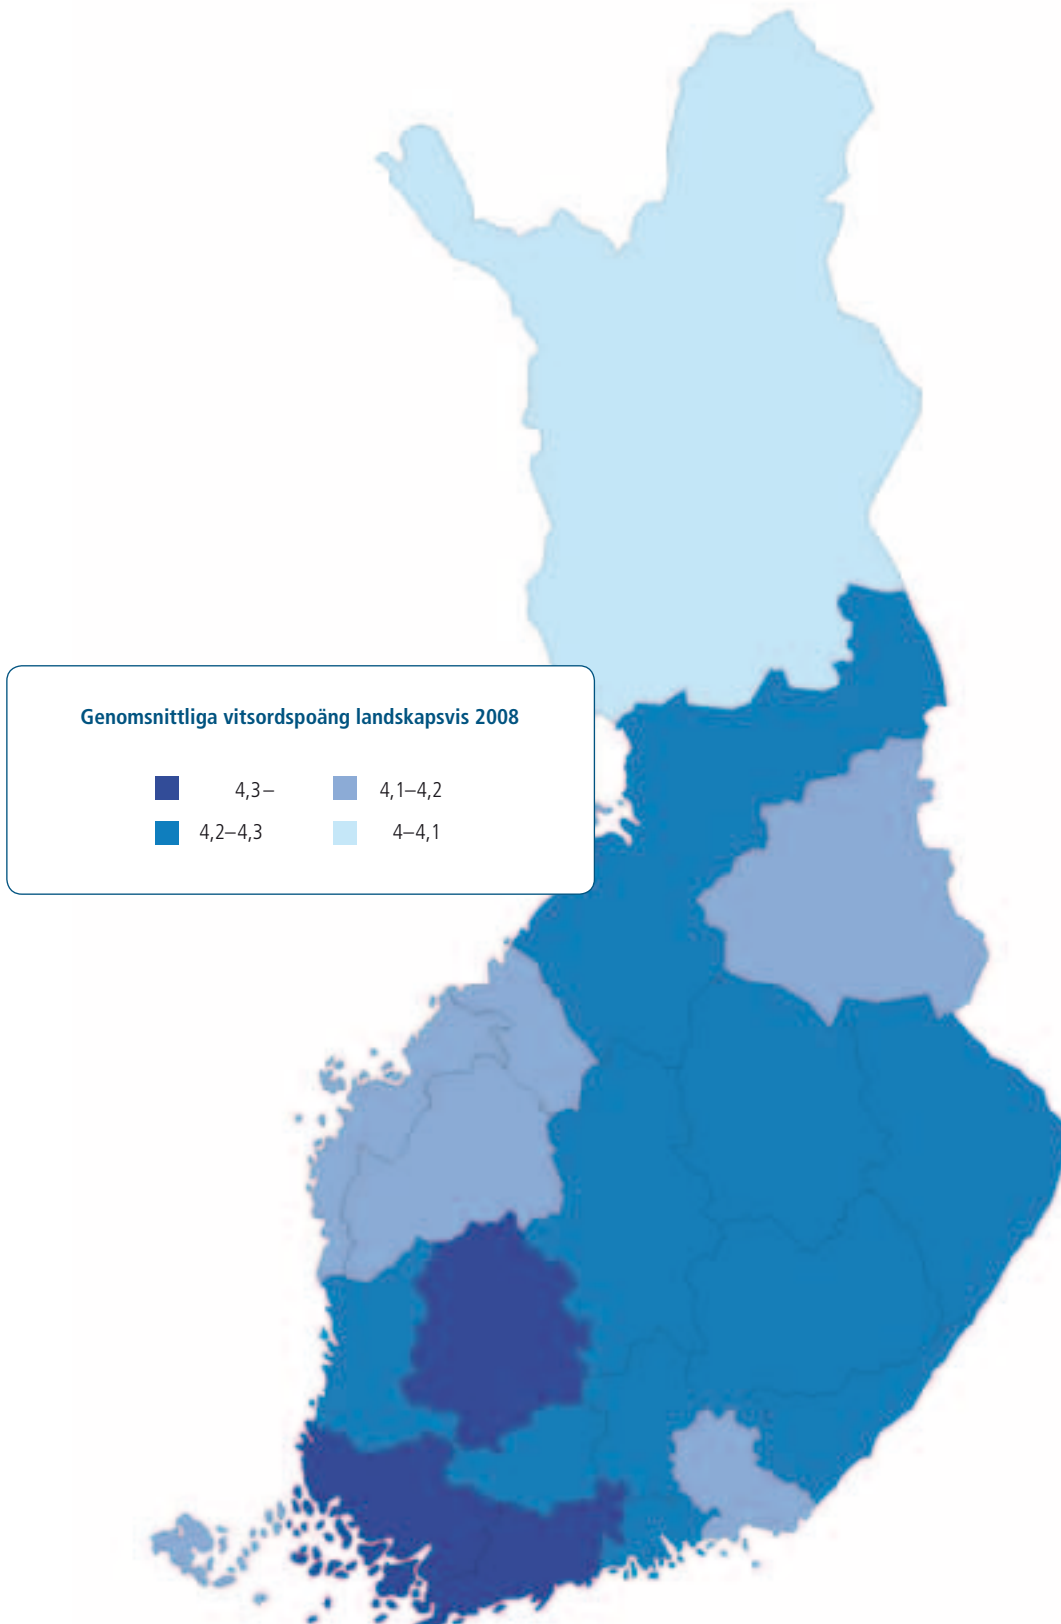 Genomsnittliga vitsordspoäng landskapsvis 2008
4,3– 4,1–4,2
4,2–4,3 4–4,1